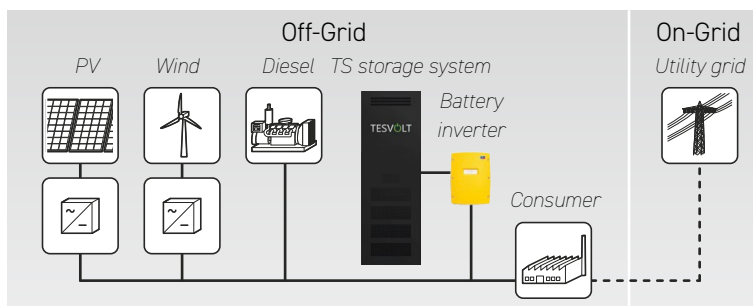 Off-Grid
On-Grid
PV
Wind
Diesel
TS storage system
Utility grid
TESVOLT
Battery
inverter
Consumer